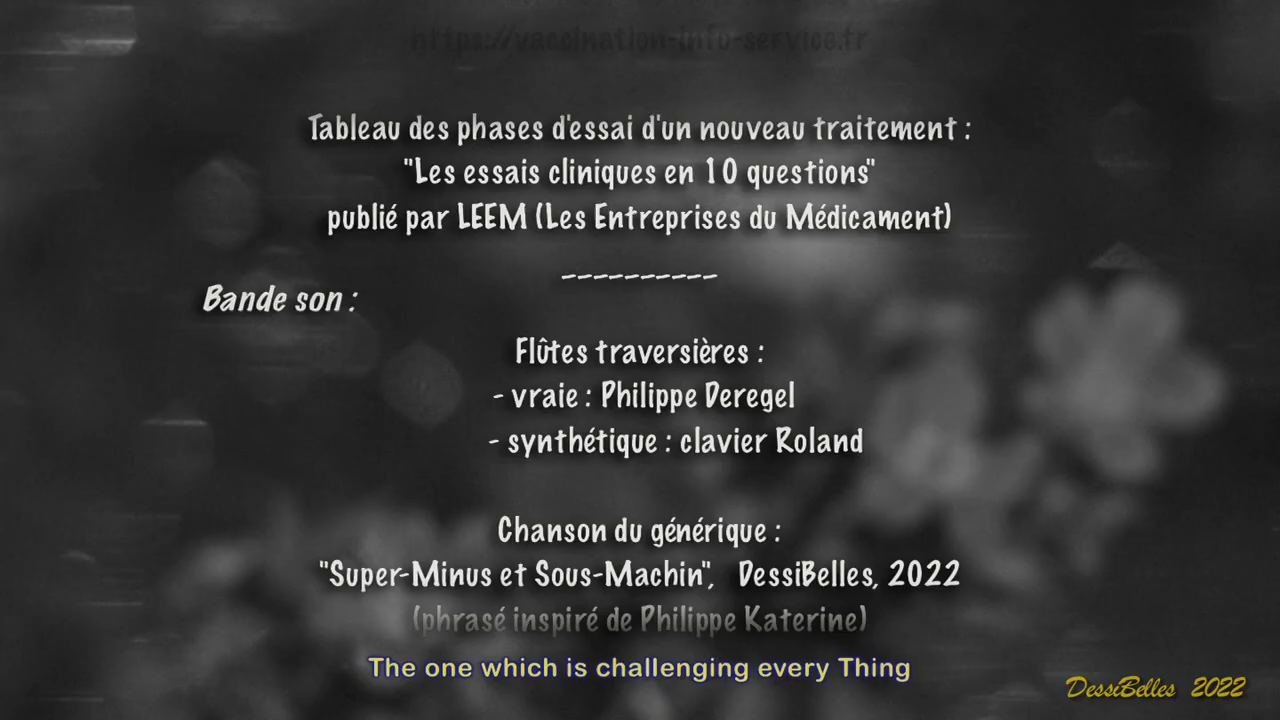 https://vaccination-info-service.fr
Tableau des phases d'essai d'un nouveau traitement :
"Les essais cliniques en 10 questions"
publié par LEEM (Les Entreprises du Médicament)
----------
Bande son :
Flûtes traversières :
- vraie : Philippe Deregel
- synthétique : clavier Roland
Chanson du générique :
"Super-Minus et Sous-Machin", DessiBelles, 2022
(phrasé inspiré de Philippe Katerine)
The one which is challenging every Thing
DessiBelles 2022